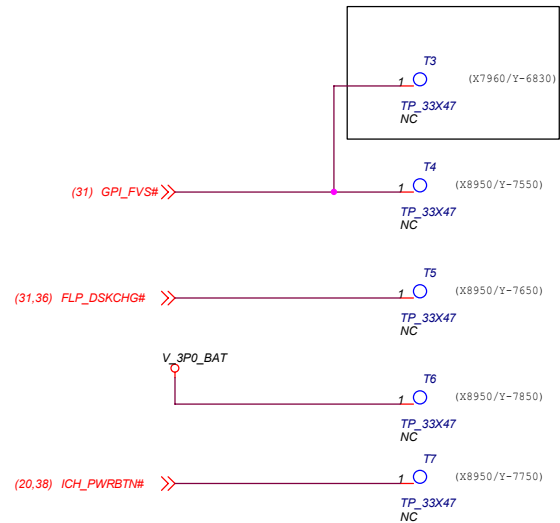 T3
1 (X7960/Y-6830)
TP_33X47
NC
T4
(31) GPI_FVS# 1 (X8950/Y-7550)
TP_33X47
NC
T5
(31,36) FLP_DSKCHG# 1 (X8950/Y-7650)
TP_33X47
NC
V_3P0_BAT
T6
1 (X8950/Y-7850)
TP_33X47
NC
T7
(20,38) ICH_PWRBTN# 1 (X8950/Y-7750)
TP_33X47
NC